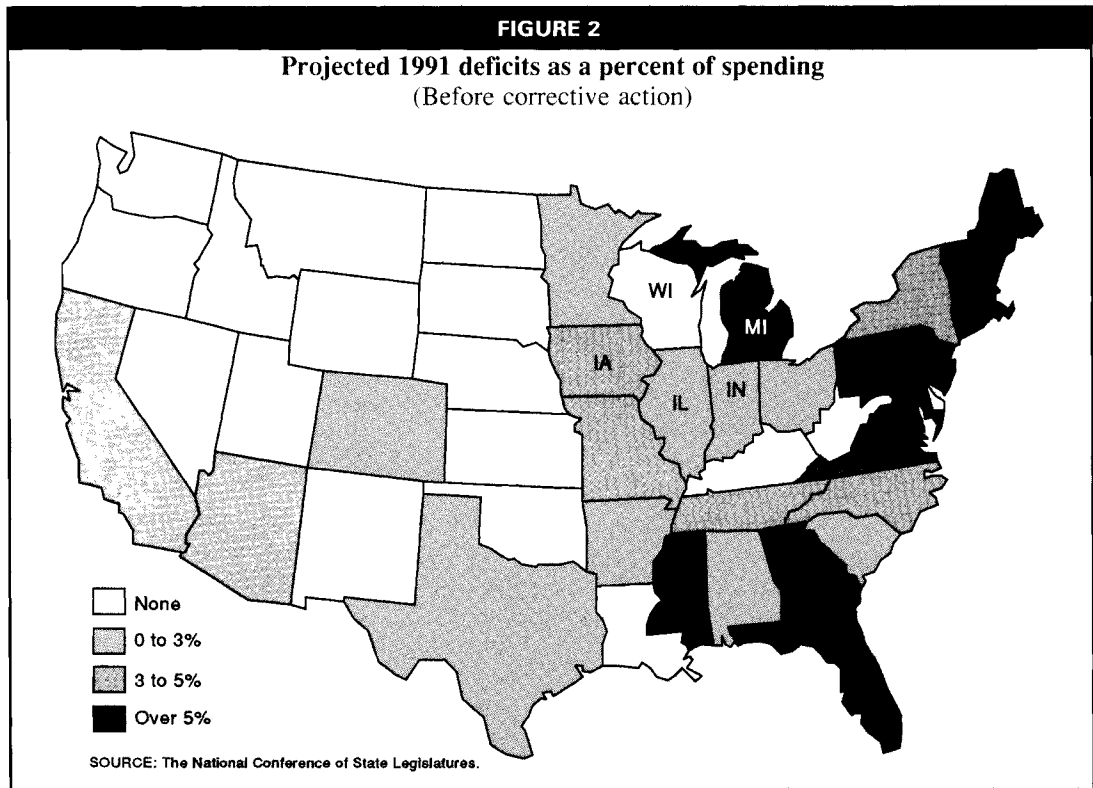 FIGURE 2
Projected 1991 deficits as a percent of spending
(Before corrective action)
WI
MI
IA
IL
IN
None
0 to 3%
3 to 5%
Over 5%
SOURCE: The National Conference of State Legislatures.